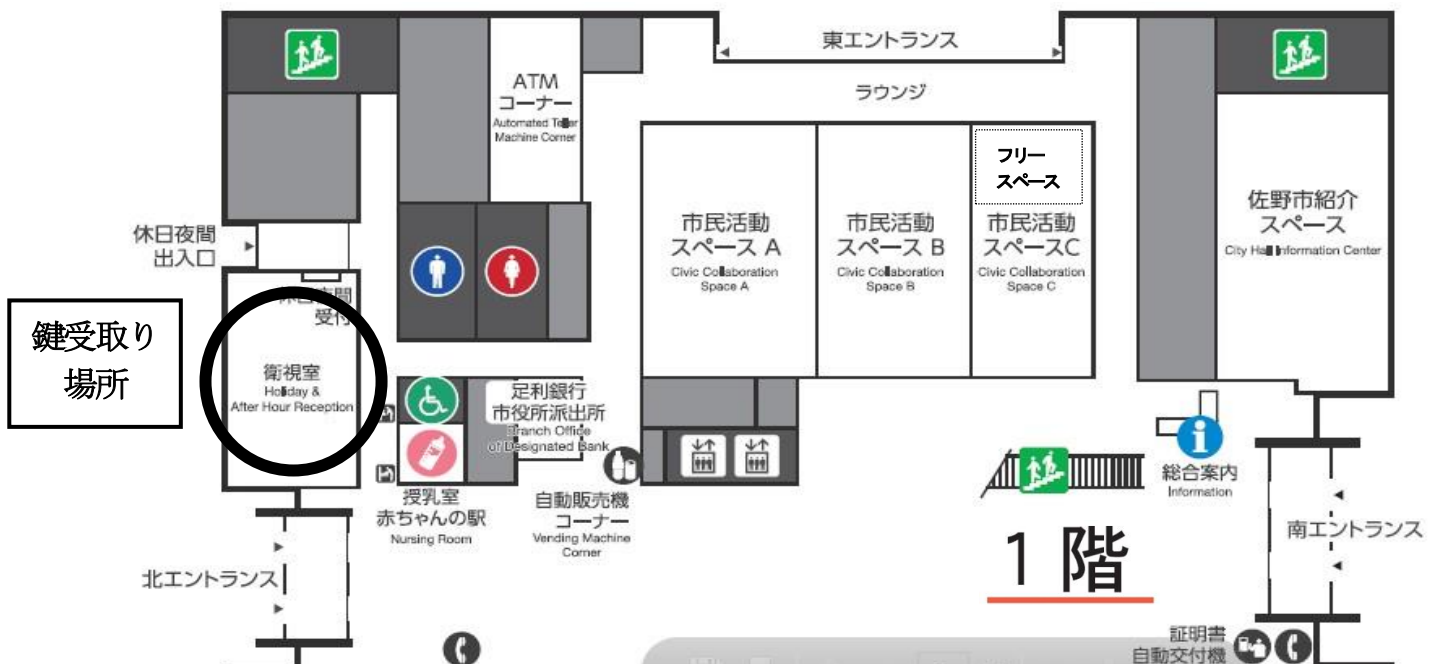 東エントランス
ラウンジ
ATM
コーナー
Automated Teller
Machine Corner
フリー
スペース
市民活動
スペース A
Civic Collaboration
Space A
市民活動
スペース B
Civic Collaboration
Space B
市民活動
スペースC
Civic Collaboration
Space C
佐野市紹介
スペース
City Hall Information Center
休日夜間
出入口
休日夜間
受付
鍵受取り
場所
衛視室
Holiday &
After Hour Reception
足利銀行
市役所派出所
Branch Office
of Designated Bank
授乳室
赤ちゃんの駅
Nursing Room
自動販売機
コーナー
Vending Machine
Corner
総合案内
Information
1階
南エントランス
北エントランス
証明書
自動交付機